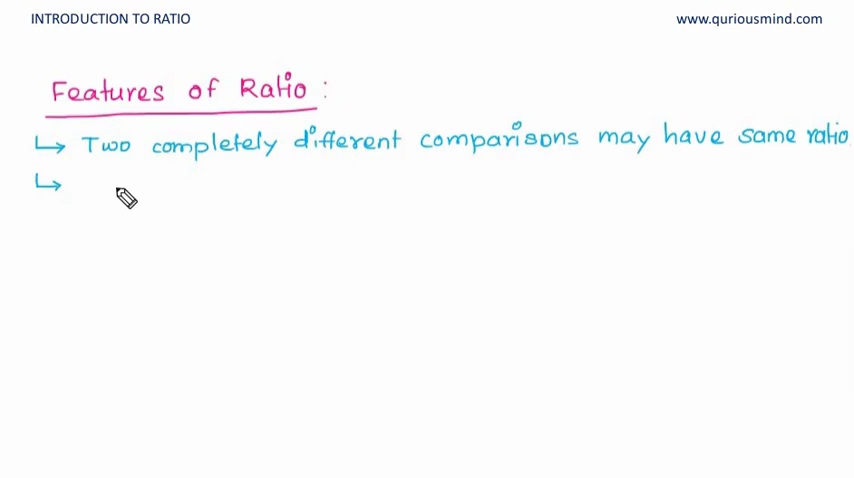 INTRODUCTION TO RATIO
www.quriousmind.com
Features of Ratio :
↳ Two completely different comparisons may have same ratio
↳